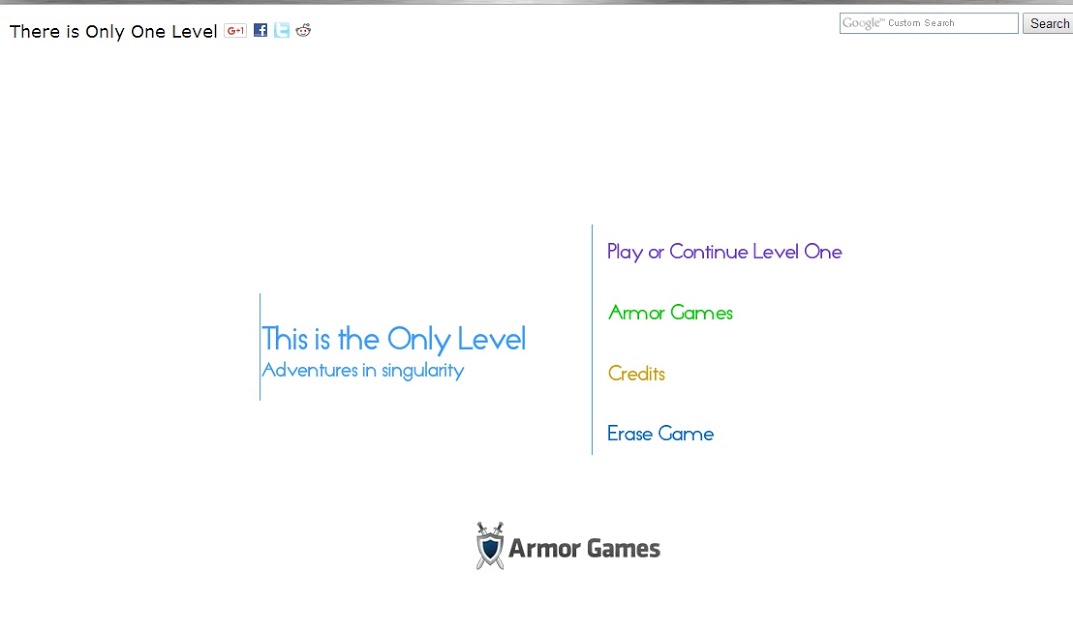 There is Only One Level G+1
Google™ Custom Search
Search
This is the Only Level
Adventures in singularity
Play or Continue Level One
Armor Games
Credits
Erase Game
Armor Games